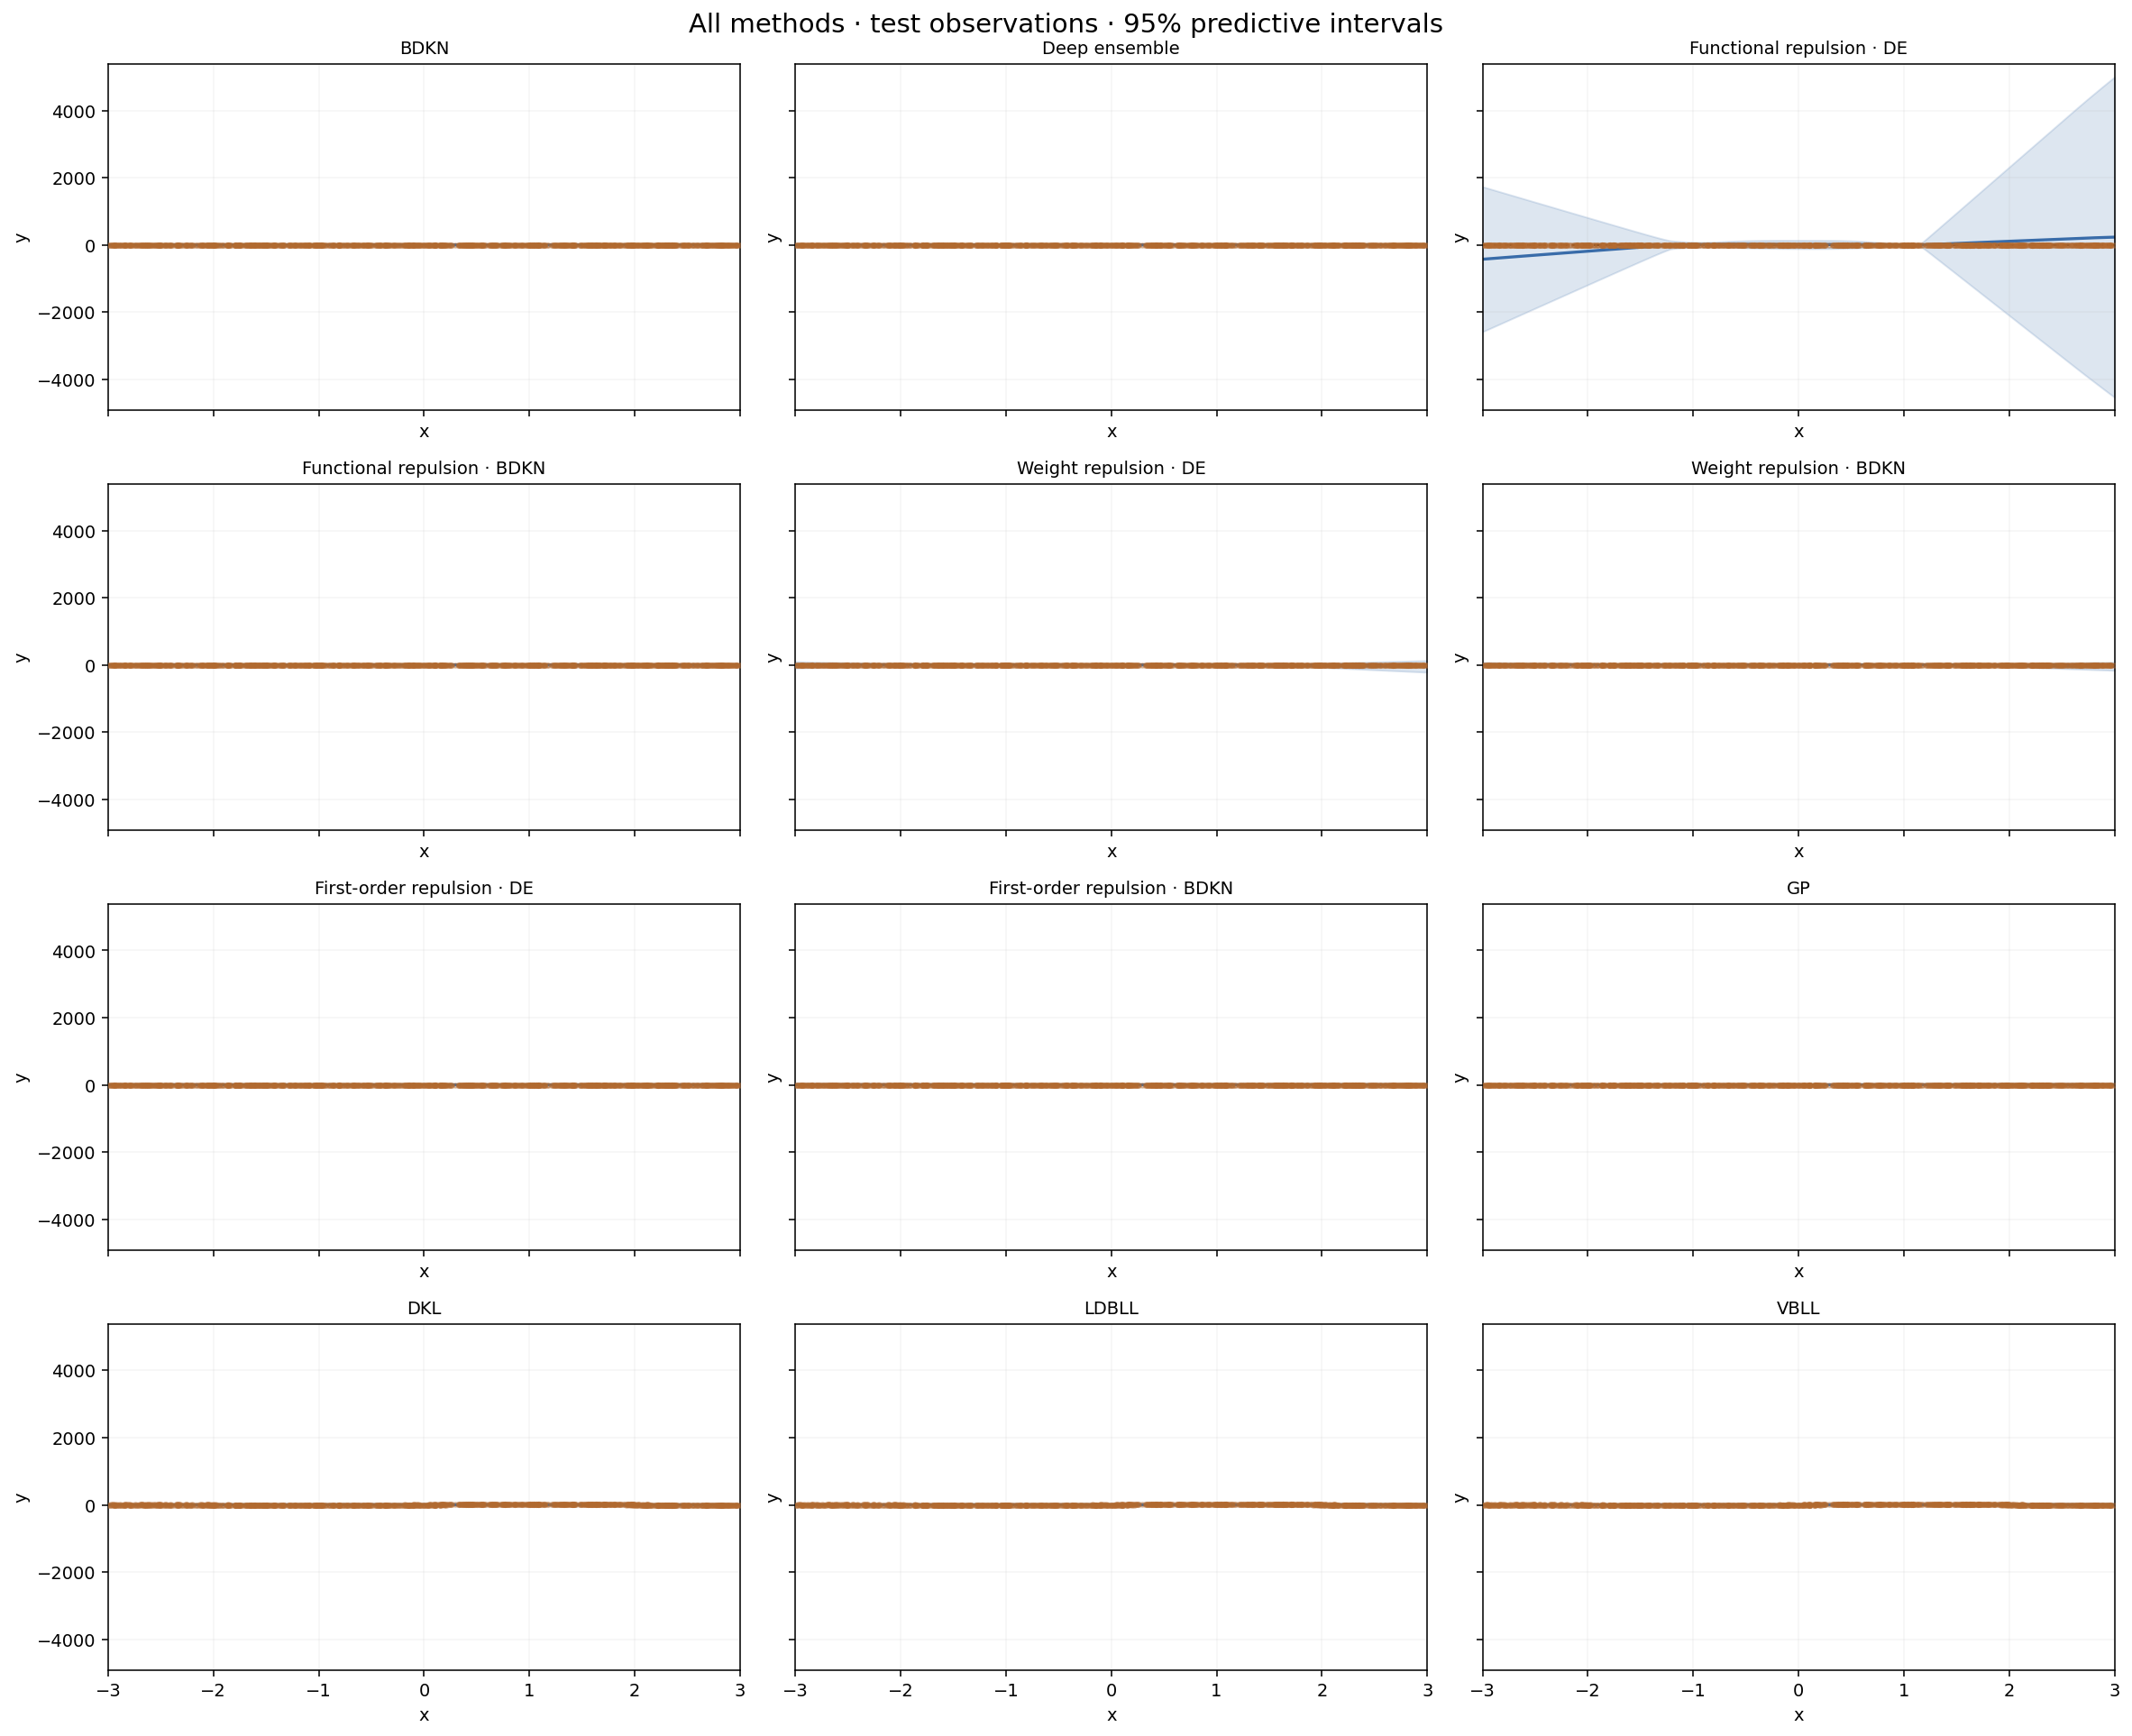 All methods · test observations · 95% predictive intervals
BDKN
Deep ensemble
Functional repulsion · DE
4000
2000
0
−2000
−4000
y
y
y
x
x
x
Functional repulsion · BDKN
Weight repulsion · DE
Weight repulsion · BDKN
4000
2000
0
−2000
−4000
y
y
y
x
x
x
First-order repulsion · DE
First-order repulsion · BDKN
GP
4000
2000
0
−2000
−4000
y
y
y
x
x
x
DKL
LDBLL
VBLL
4000
2000
0
−2000
−4000
y
y
y
−3 −2 −1 0 1 2 3
−3 −2 −1 0 1 2 3
−3 −2 −1 0 1 2 3
x
x
x